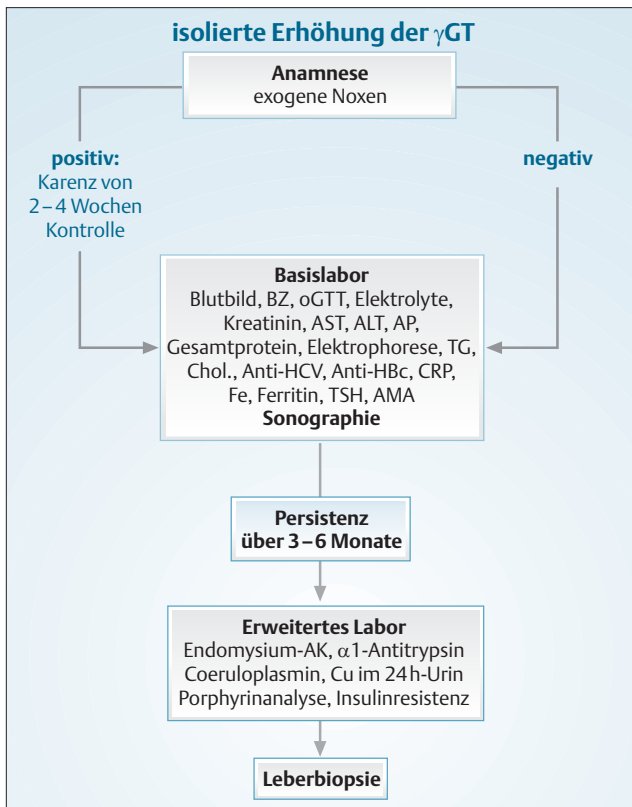 isolierte Erhöhung der γGT
Anamnese
exogene Noxen
positiv:
Karenz von
2–4 Wochen
Kontrolle
negativ
Basislabor
Blutbild, BZ, oGTT, Elektrolyte,
Kreatinin, AST, ALT, AP,
Gesamtprotein, Elektrophorese, TG,
Chol., Anti-HCV, Anti-HBc, CRP,
Fe, Ferritin, TSH, AMA
Sonographie
Persistenz
über 3–6 Monate
Erweitertes Labor
Endomysium-AK, α1-Antitrypsin
Coeruloplasmin, Cu im 24h-Urin
Porphyrinanalyse, Insulinresistenz
Leberbiopsie